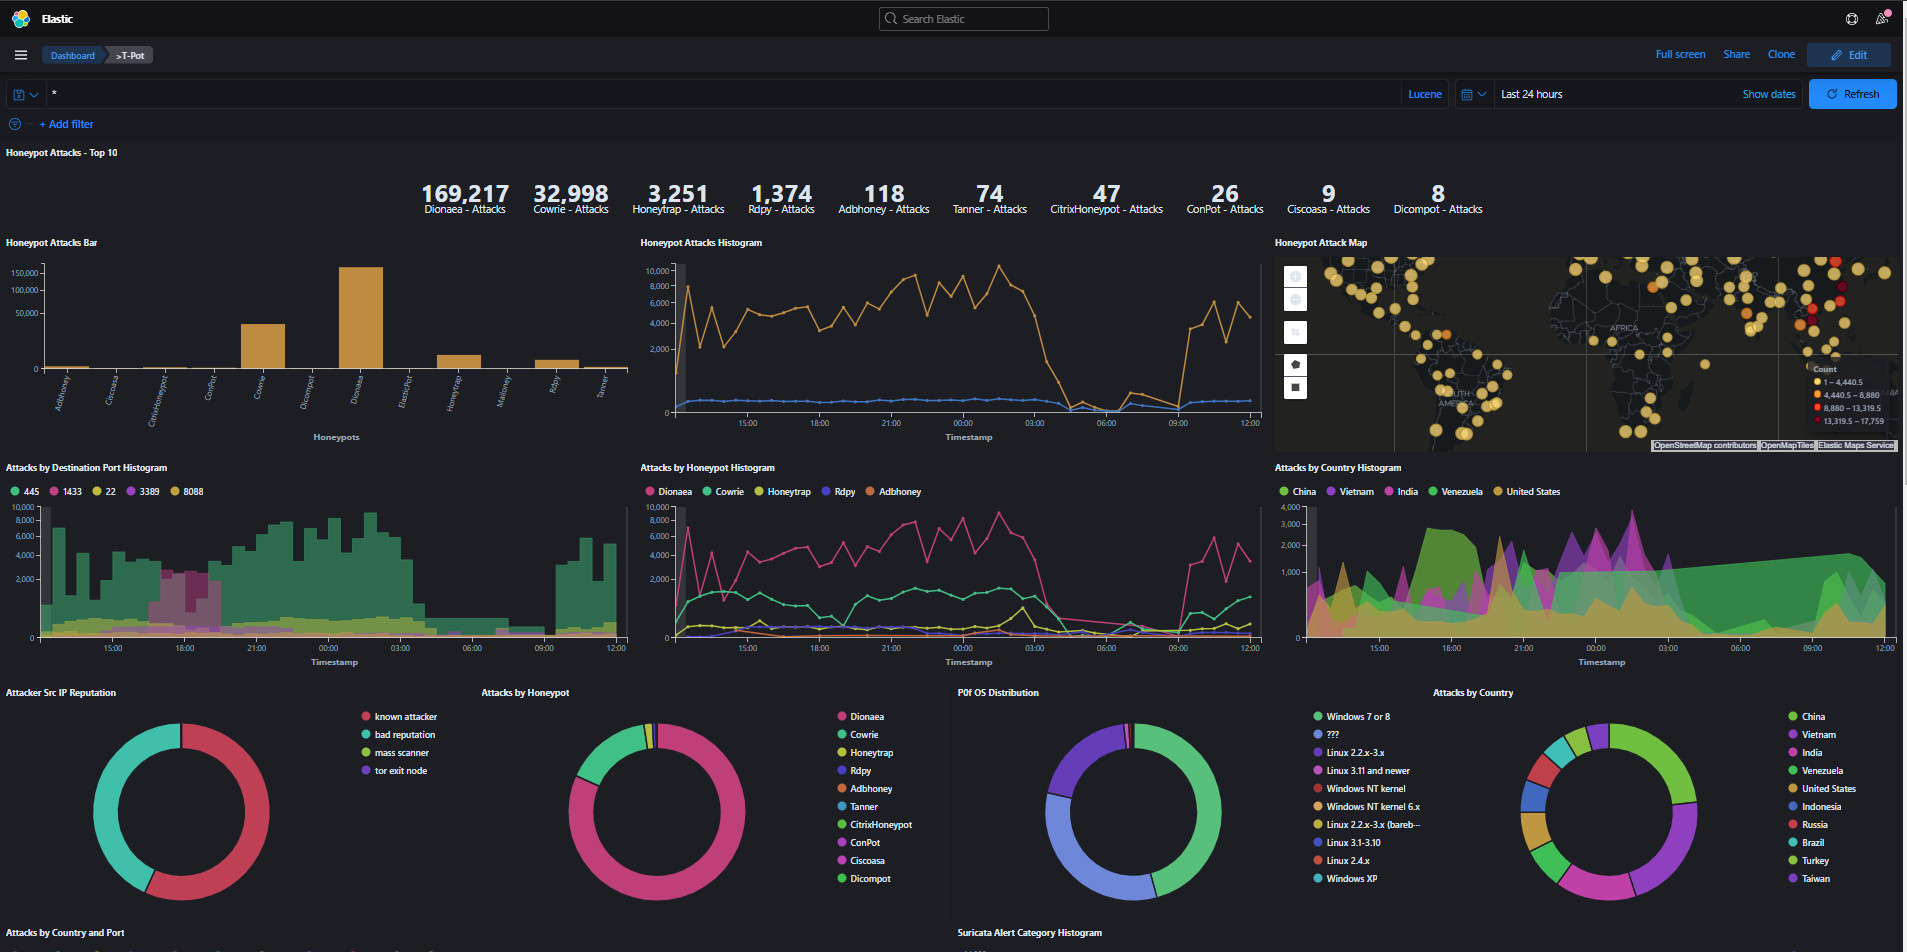 Elastic
Search Elastic
Dashboard
>T-Pot
Full screen
Share
Clone
Edit
*
Lucene
Last 24 hours
Show dates
Refresh
+ Add filter
Honeypot Attacks - Top 10
169,217
Dionaea - Attacks
32,998
Cowrie - Attacks
3,251
Honeytrap - Attacks
1,374
Rdpy - Attacks
118
Adbhoney - Attacks
74
Tanner - Attacks
47
CitrixHoneypot - Attacks
26
ConPot - Attacks
9
Ciscoasa - Attacks
8
Dicompot - Attacks
Honeypot Attacks Bar
150,000
100,000
50,000
0
Adbhoney
Ciscoasa
CitrixHoneypot
ConPot
Cowrie
Dicompot
Dionaea
ElasticPot
Honeytrap
Mailoney
Rdpy
Tanner
Honeypots
Honeypot Attacks Histogram
10,000
8,000
6,000
4,000
2,000
0
15:00
18:00
21:00
00:00
03:00
06:00
09:00
12:00
Timestamp
Honeypot Attack Map
AFRICA
SOUTH
AMERICA
Count
1 – 4,440.5
4,440.5 – 8,880
8,880 – 13,319.5
13,319.5 – 17,759
OpenStreetMap contributors
OpenMapTiles
Elastic Maps Service
Attacks by Destination Port Histogram
445
1433
22
3389
8088
10,000
8,000
6,000
4,000
2,000
0
15:00
18:00
21:00
00:00
03:00
06:00
09:00
12:00
Timestamp
Attacks by Honeypot Histogram
Dionaea
Cowrie
Honeytrap
Rdpy
Adbhoney
10,000
8,000
6,000
4,000
2,000
0
15:00
18:00
21:00
00:00
03:00
06:00
09:00
12:00
Timestamp
Attacks by Country Histogram
China
Vietnam
India
Venezuela
United States
4,000
3,000
2,000
1,000
0
15:00
18:00
21:00
00:00
03:00
06:00
09:00
12:00
Timestamp
Attacker Src IP Reputation
known attacker
bad reputation
mass scanner
tor exit node
Attacks by Honeypot
Dionaea
Cowrie
Honeytrap
Rdpy
Adbhoney
Tanner
CitrixHoneypot
ConPot
Ciscoasa
Dicompot
P0f OS Distribution
Windows 7 or 8
???
Linux 2.2.x-3.x
Linux 3.11 and newer
Windows NT kernel
Windows NT kernel 6.x
Linux 2.2.x-3.x (bareb···
Linux 3.1-3.10
Linux 2.4.x
Windows XP
Attacks by Country
China
Vietnam
India
Venezuela
United States
Indonesia
Russia
Brazil
Turkey
Taiwan
Attacks by Country and Port
Suricata Alert Category Histogram